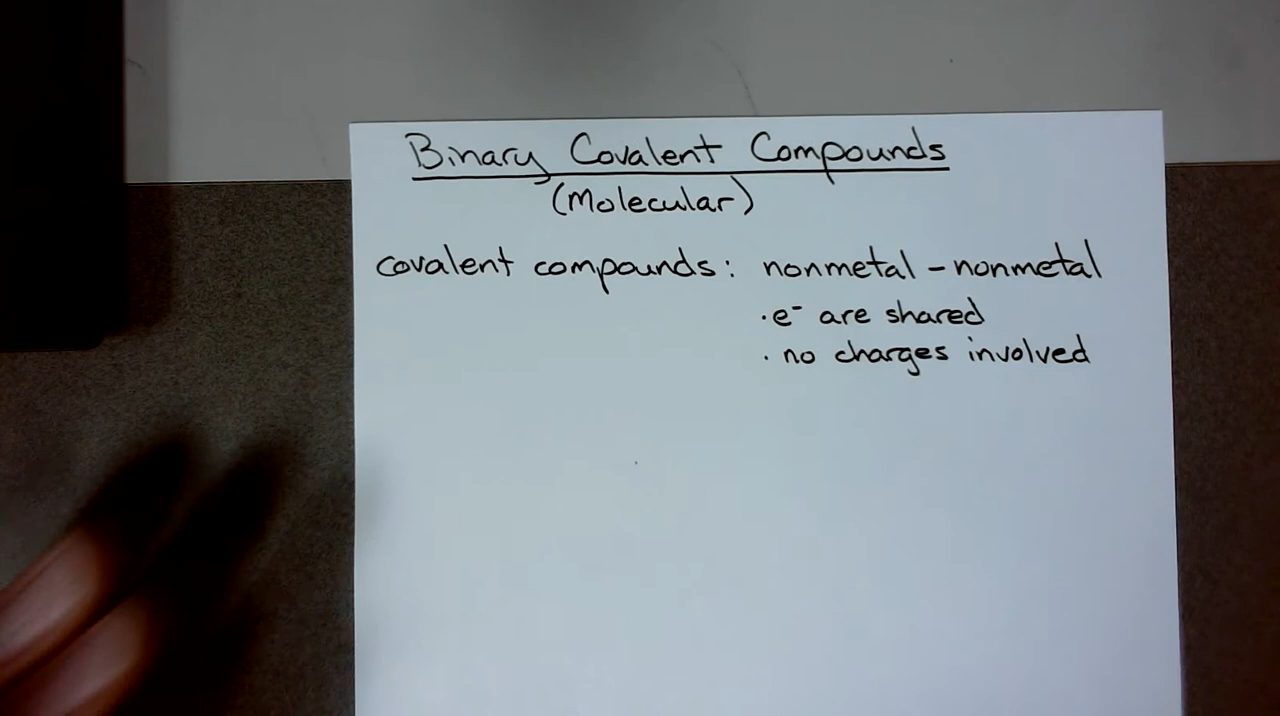 Binary Covalent Compounds
(Molecular)
covalent compounds: nonmetal - nonmetal
• e⁻ are shared
• no charges involved